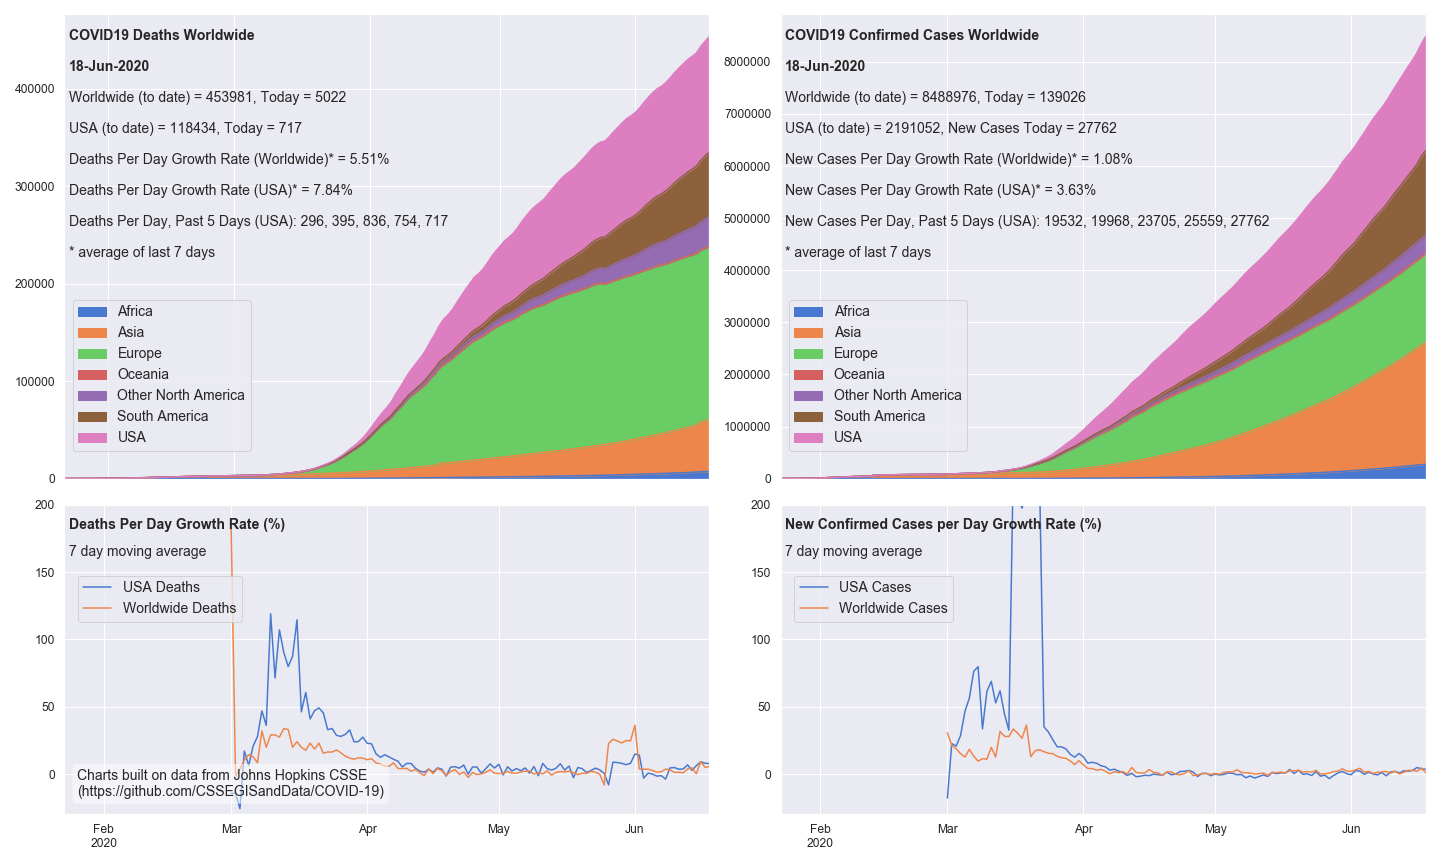 COVID19 Deaths Worldwide
18-Jun-2020
Worldwide (to date) = 453981, Today = 5022
USA (to date) = 118434, Today = 717
Deaths Per Day Growth Rate (Worldwide)* = 5.51%
Deaths Per Day Growth Rate (USA)* = 7.84%
Deaths Per Day, Past 5 Days (USA): 296, 395, 836, 754, 717
* average of last 7 days
400000
300000
200000
100000
0
Africa
Asia
Europe
Oceania
Other North America
South America
USA
COVID19 Confirmed Cases Worldwide
18-Jun-2020
Worldwide (to date) = 8488976, Today = 139026
USA (to date) = 2191052, New Cases Today = 27762
New Cases Per Day Growth Rate (Worldwide)* = 1.08%
New Cases Per Day Growth Rate (USA)* = 3.63%
New Cases Per Day, Past 5 Days (USA): 19532, 19968, 23705, 25559, 27762
* average of last 7 days
8000000
7000000
6000000
5000000
4000000
3000000
2000000
1000000
0
Africa
Asia
Europe
Oceania
Other North America
South America
USA
Deaths Per Day Growth Rate (%)
7 day moving average
USA Deaths
Worldwide Deaths
200
150
100
50
0
Charts built on data from Johns Hopkins CSSE
(https://github.com/CSSEGISandData/COVID-19)
Feb Mar Apr May Jun
2020
New Confirmed Cases per Day Growth Rate (%)
7 day moving average
USA Cases
Worldwide Cases
200
150
100
50
0
Feb Mar Apr May Jun
2020